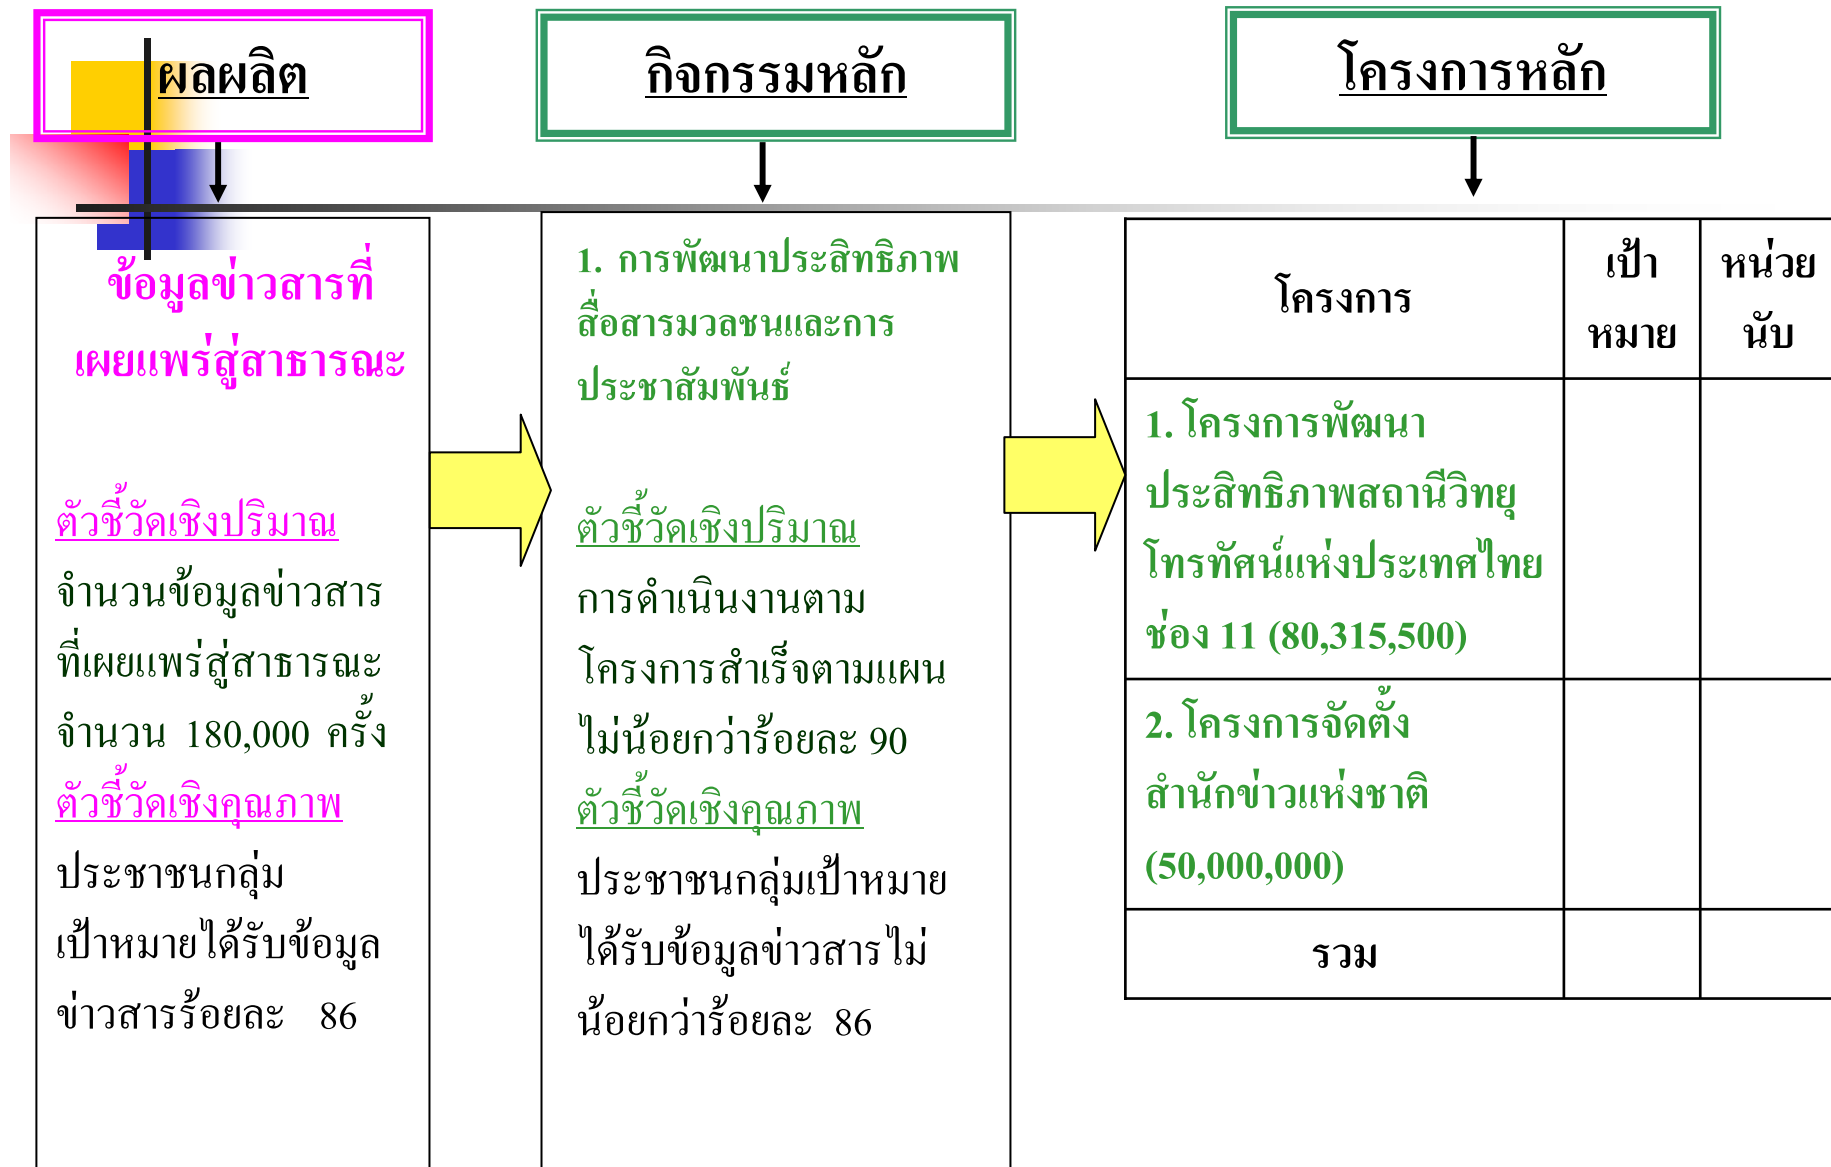 ผลผลิต
กิจกรรมหลัก
โครงการหลัก
ข้อมูลข่าวสารที่
เผยแพร่สู่สาธารณะ
ตัวชี้วัดเชิงปริมาณ
จำนวนข้อมูลข่าวสาร
ที่เผยแพร่สู่สาธารณะ
จำนวน 180,000 ครั้ง
ตัวชี้วัดเชิงคุณภาพ
ประชาชนกลุ่ม
เป้าหมายได้รับข้อมูล
ข่าวสารร้อยละ 86
1. การพัฒนาประสิทธิภาพ
สื่อสารมวลชนและการ
ประชาสัมพันธ์
ตัวชี้วัดเชิงปริมาณ
การดำเนินงานตาม
โครงการสำเร็จตามแผน
ไม่น้อยกว่าร้อยละ 90
ตัวชี้วัดเชิงคุณภาพ
ประชาชนกลุ่มเป้าหมาย
ได้รับข้อมูลข่าวสารไม่
น้อยกว่าร้อยละ 86
โครงการ
เป้า
หมาย
หน่วย
นับ
1. โครงการพัฒนา
ประสิทธิภาพสถานีวิทยุ
โทรทัศน์แห่งประเทศไทย
ช่อง 11 (80,315,500)
2. โครงการจัดตั้ง
สำนักข่าวแห่งชาติ
(50,000,000)
รวม